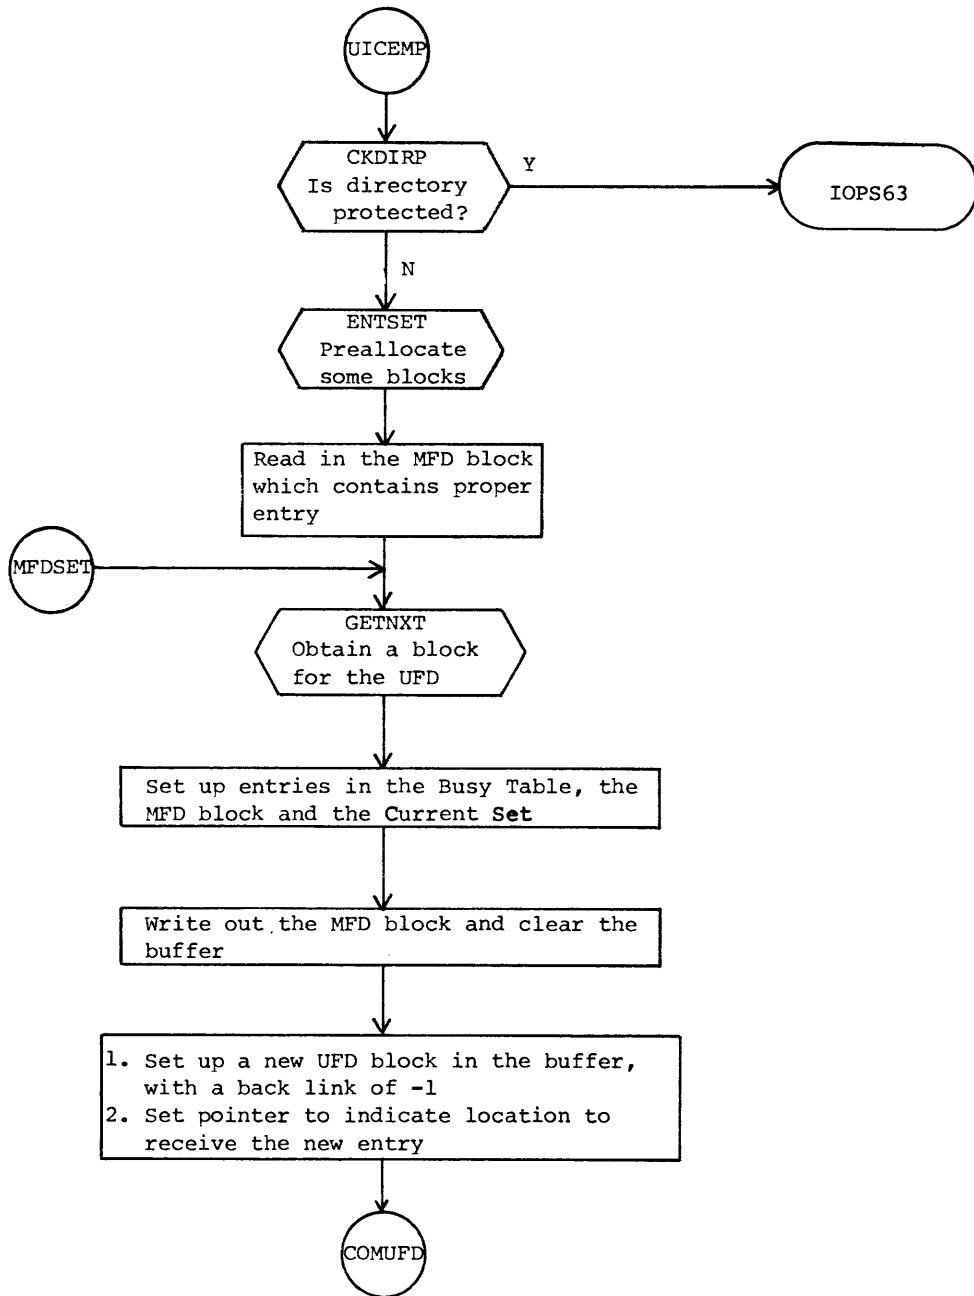 UICEMP
CKDIRP
Is directory
protected?
Y
IOPS63
N
ENTSET
Preallocate
some blocks
Read in the MFD block
which contains proper
entry
MFDSET
GETNXT
Obtain a block
for the UFD
Set up entries in the Busy Table, the
MFD block and the Current Set
Write out the MFD block and clear the
buffer
1. Set up a new UFD block in the buffer,
with a back link of -1
2. Set pointer to indicate location to
receive the new entry
COMUFD